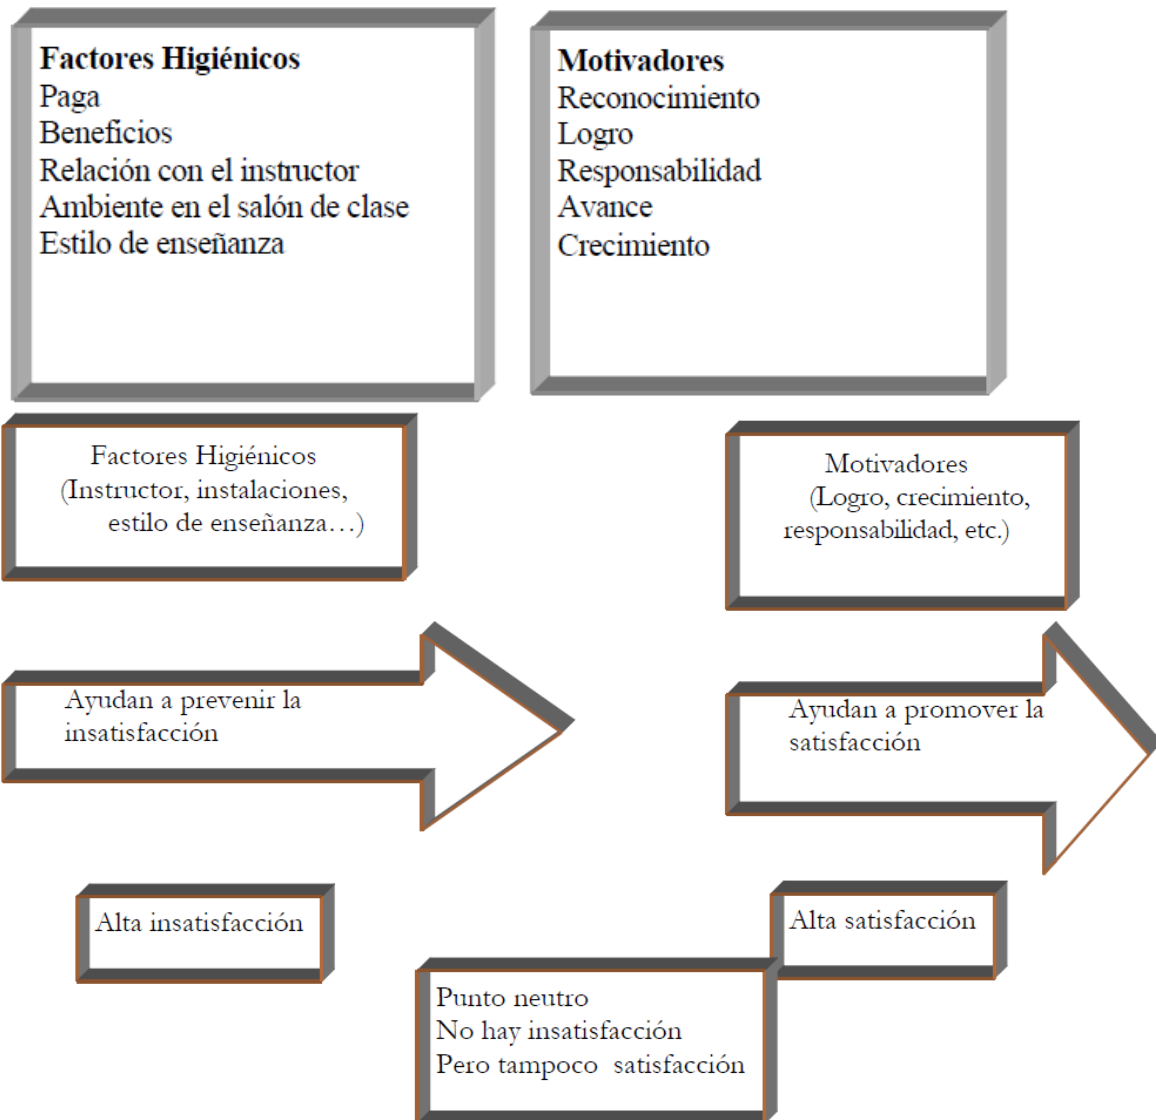 Factores Higiénicos
Paga
Beneficios
Relación con el instructor
Ambiente en el salón de clase
Estilo de enseñanza
Motivadores
Reconocimiento
Logro
Responsabilidad
Avance
Crecimiento
Factores Higiénicos
(Instructor, instalaciones,
estilo de enseñanza…)
Motivadores
(Logro, crecimiento,
responsabilidad, etc.)
Ayudan a prevenir la
insatisfacción
Ayudan a promover la
satisfacción
Alta insatisfacción
Alta satisfacción
Punto neutro
No hay insatisfacción
Pero tampoco  satisfacción